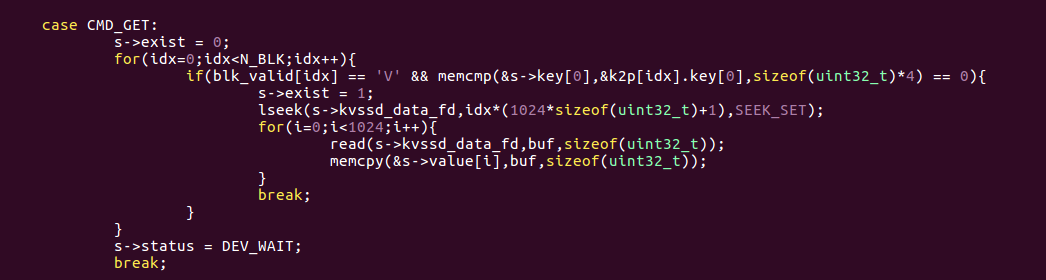 case CMD_GET:
s->exist = 0;
for(idx=0;idx<N_BLK;idx++){
if(blk_valid[idx] == 'V' && memcmp(&s->key[0],&k2p[idx].key[0],sizeof(uint32_t)*4) == 0){
s->exist = 1;
lseek(s->kvssd_data_fd,idx*(1024*sizeof(uint32_t)+1),SEEK_SET);
for(i=0;i<1024;i++){
read(s->kvssd_data_fd,buf,sizeof(uint32_t));
memcpy(&s->value[i],buf,sizeof(uint32_t));
}
break;
}
}
s->status = DEV_WAIT;
break;